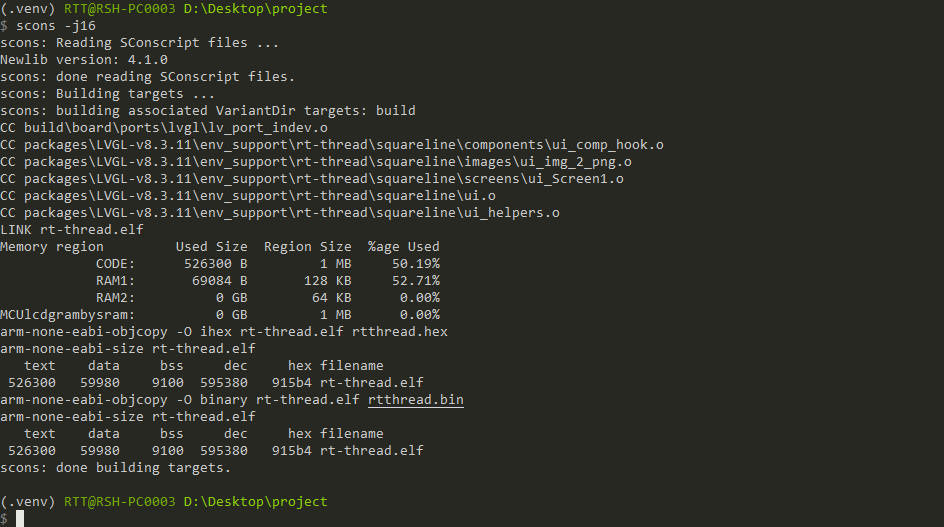 (.venv) RTT@RSH-PC0003 D:\Desktop\project
$ scons -j16
scons: Reading SConscript files ...
Newlib version: 4.1.0
scons: done reading SConscript files.
scons: Building targets ...
scons: building associated VariantDir targets: build
CC build\board\ports\lvgl\lv_port_indev.o
CC packages\LVGL-v8.3.11\env_support\rt-thread\squareline\components\ui_comp_hook.o
CC packages\LVGL-v8.3.11\env_support\rt-thread\squareline\images\ui_img_2_png.o
CC packages\LVGL-v8.3.11\env_support\rt-thread\squareline\screens\ui_Screen1.o
CC packages\LVGL-v8.3.11\env_support\rt-thread\squareline\ui.o
CC packages\LVGL-v8.3.11\env_support\rt-thread\squareline\ui_helpers.o
LINK rt-thread.elf
Memory region         Used Size  Region Size  %age Used
            CODE:      526300 B         1 MB     50.19%
            RAM1:       69084 B       128 KB     52.71%
            RAM2:          0 GB        64 KB      0.00%
MCUlcdgrambysram:          0 GB         1 MB      0.00%
arm-none-eabi-objcopy -O ihex rt-thread.elf rtthread.hex
arm-none-eabi-size rt-thread.elf
   text    data     bss     dec     hex filename
 526300   59980    9100  595380   915b4 rt-thread.elf
arm-none-eabi-objcopy -O binary rt-thread.elf rtthread.bin
arm-none-eabi-size rt-thread.elf
   text    data     bss     dec     hex filename
 526300   59980    9100  595380   915b4 rt-thread.elf
scons: done building targets.
(.venv) RTT@RSH-PC0003 D:\Desktop\project
$